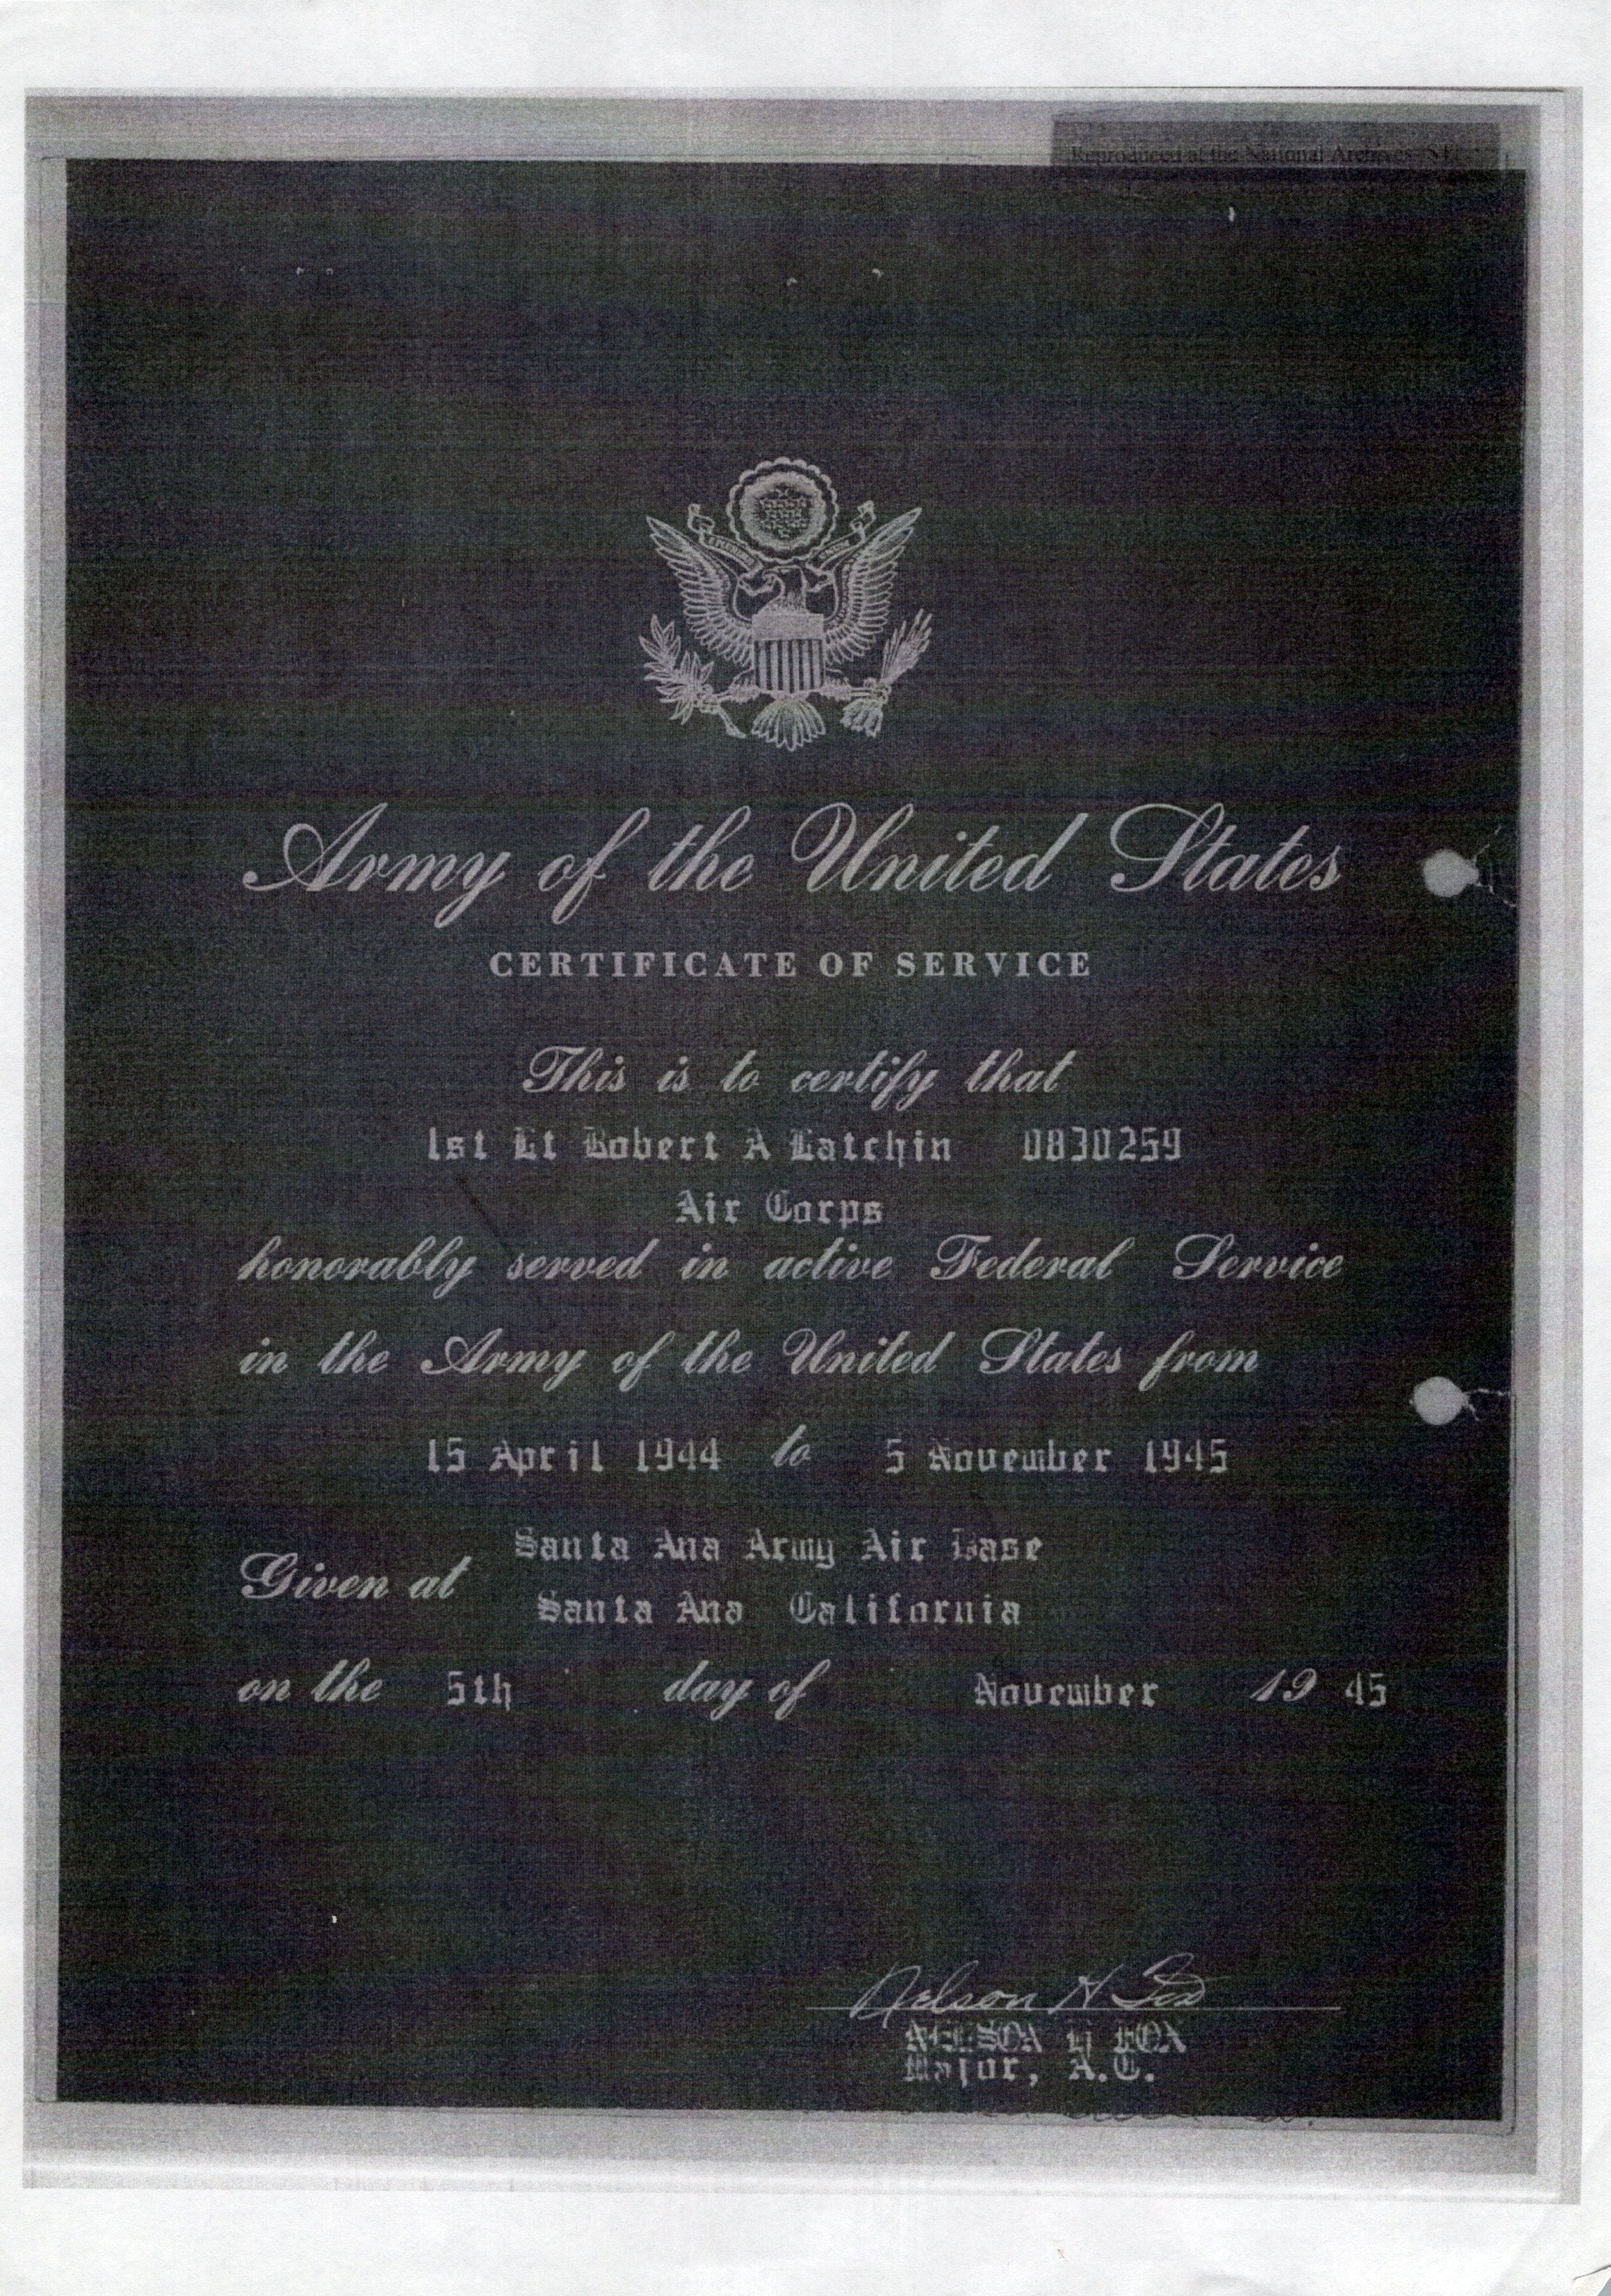 Reproduced at the National Archives
Army of the United States
CERTIFICATE OF SERVICE
This is to certify that
1st Lt Robert A Latchin 0830259
Air Corps
honorably served in active Federal Service
in the Army of the United States from
15 April 1944 to 5 November 1945
Santa Ana Army Air Base
Given at
Santa Ana California
on the 5th day of November 19 45
Nelson H Fox
NELSON H FOX
Major, A.C.